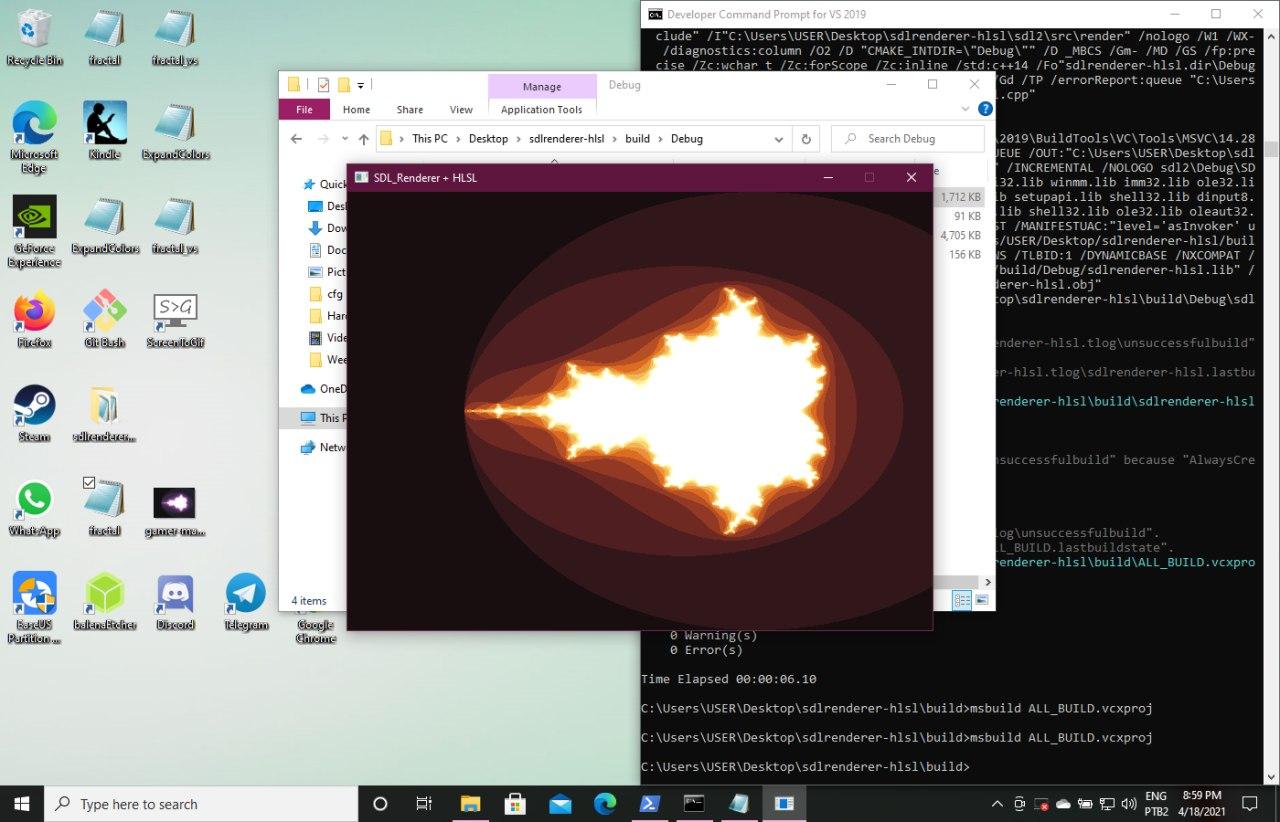 Recycle Bin
fractal
fractal_vs
Microsoft
Edge
Kindle
ExpandColors
GeForce
Experience
ExpandColors
fractal_vs
Firefox
Git Bash
S>G
ScreenToGif
Steam
sdlrenderer...
WhatsApp
fractal
gamer-ma...
EaseUS
Partition ...
balenaEtcher
Discord
Telegram
Google
Chrome
Manage
Debug
File
Home
Share
View
Application Tools
This PC
Desktop
sdlrenderer-hlsl
build
Debug
Search Debug
Quick
Des
Dow
Doc
Pict
cfg
Har
Vide
Wee
OneD
This P
Netw
1,712 KB
91 KB
4,705 KB
156 KB
4 items
SDL_Renderer + HLSL
Developer Command Prompt for VS 2019
clude" /I"C:\Users\USER\Desktop\sdlrenderer-hlsl\sdl2\src\render" /nologo /W1 /WX-
/diagnostics:column /O2 /D "CMAKE_INTDIR=\"Debug\"" /D _MBCS /Gm- /MD /GS /fp:pre
cise /Zc:wchar_t /Zc:forScope /Zc:inline /std:c++14 /Fo"sdlrenderer-hlsl.dir\Debug
/Gd /TP /errorReport:queue "C:\Users
l.cpp"
\2019\BuildTools\VC\Tools\MSVC\14.28
EUE /OUT:"C:\Users\USER\Desktop\sdl
" /INCREMENTAL /NOLOGO sdl2\Debug\SD
i32.lib winmm.lib imm32.lib ole32.li
b setupapi.lib shell32.lib dinput8.
.lib shell32.lib ole32.lib oleaut32.
ST /MANIFESTUAC:"level='asInvoker' u
s/USER/Desktop/sdlrenderer-hlsl/buil
NS /TLBID:1 /DYNAMICBASE /NXCOMPAT /
/build/Debug/sdlrenderer-hlsl.lib" /
derer-hlsl.obj"
top\sdlrenderer-hlsl\build\Debug\sdl
enderer-hlsl.tlog\unsuccessfulbuild"
er-hlsl.tlog\sdlrenderer-hlsl.lastbu
renderer-hlsl\build\sdlrenderer-hlsl
nsuccessfulbuild" because "AlwaysCre
log\unsuccessfulbuild".
LL_BUILD.lastbuildstate".
renderer-hlsl\build\ALL_BUILD.vcxpro
0 Warning(s)
0 Error(s)
Time Elapsed 00:00:06.10
C:\Users\USER\Desktop\sdlrenderer-hlsl\build>msbuild ALL_BUILD.vcxproj
C:\Users\USER\Desktop\sdlrenderer-hlsl\build>msbuild ALL_BUILD.vcxproj
C:\Users\USER\Desktop\sdlrenderer-hlsl\build>
Type here to search
ENG
PTB2
8:59 PM
4/18/2021